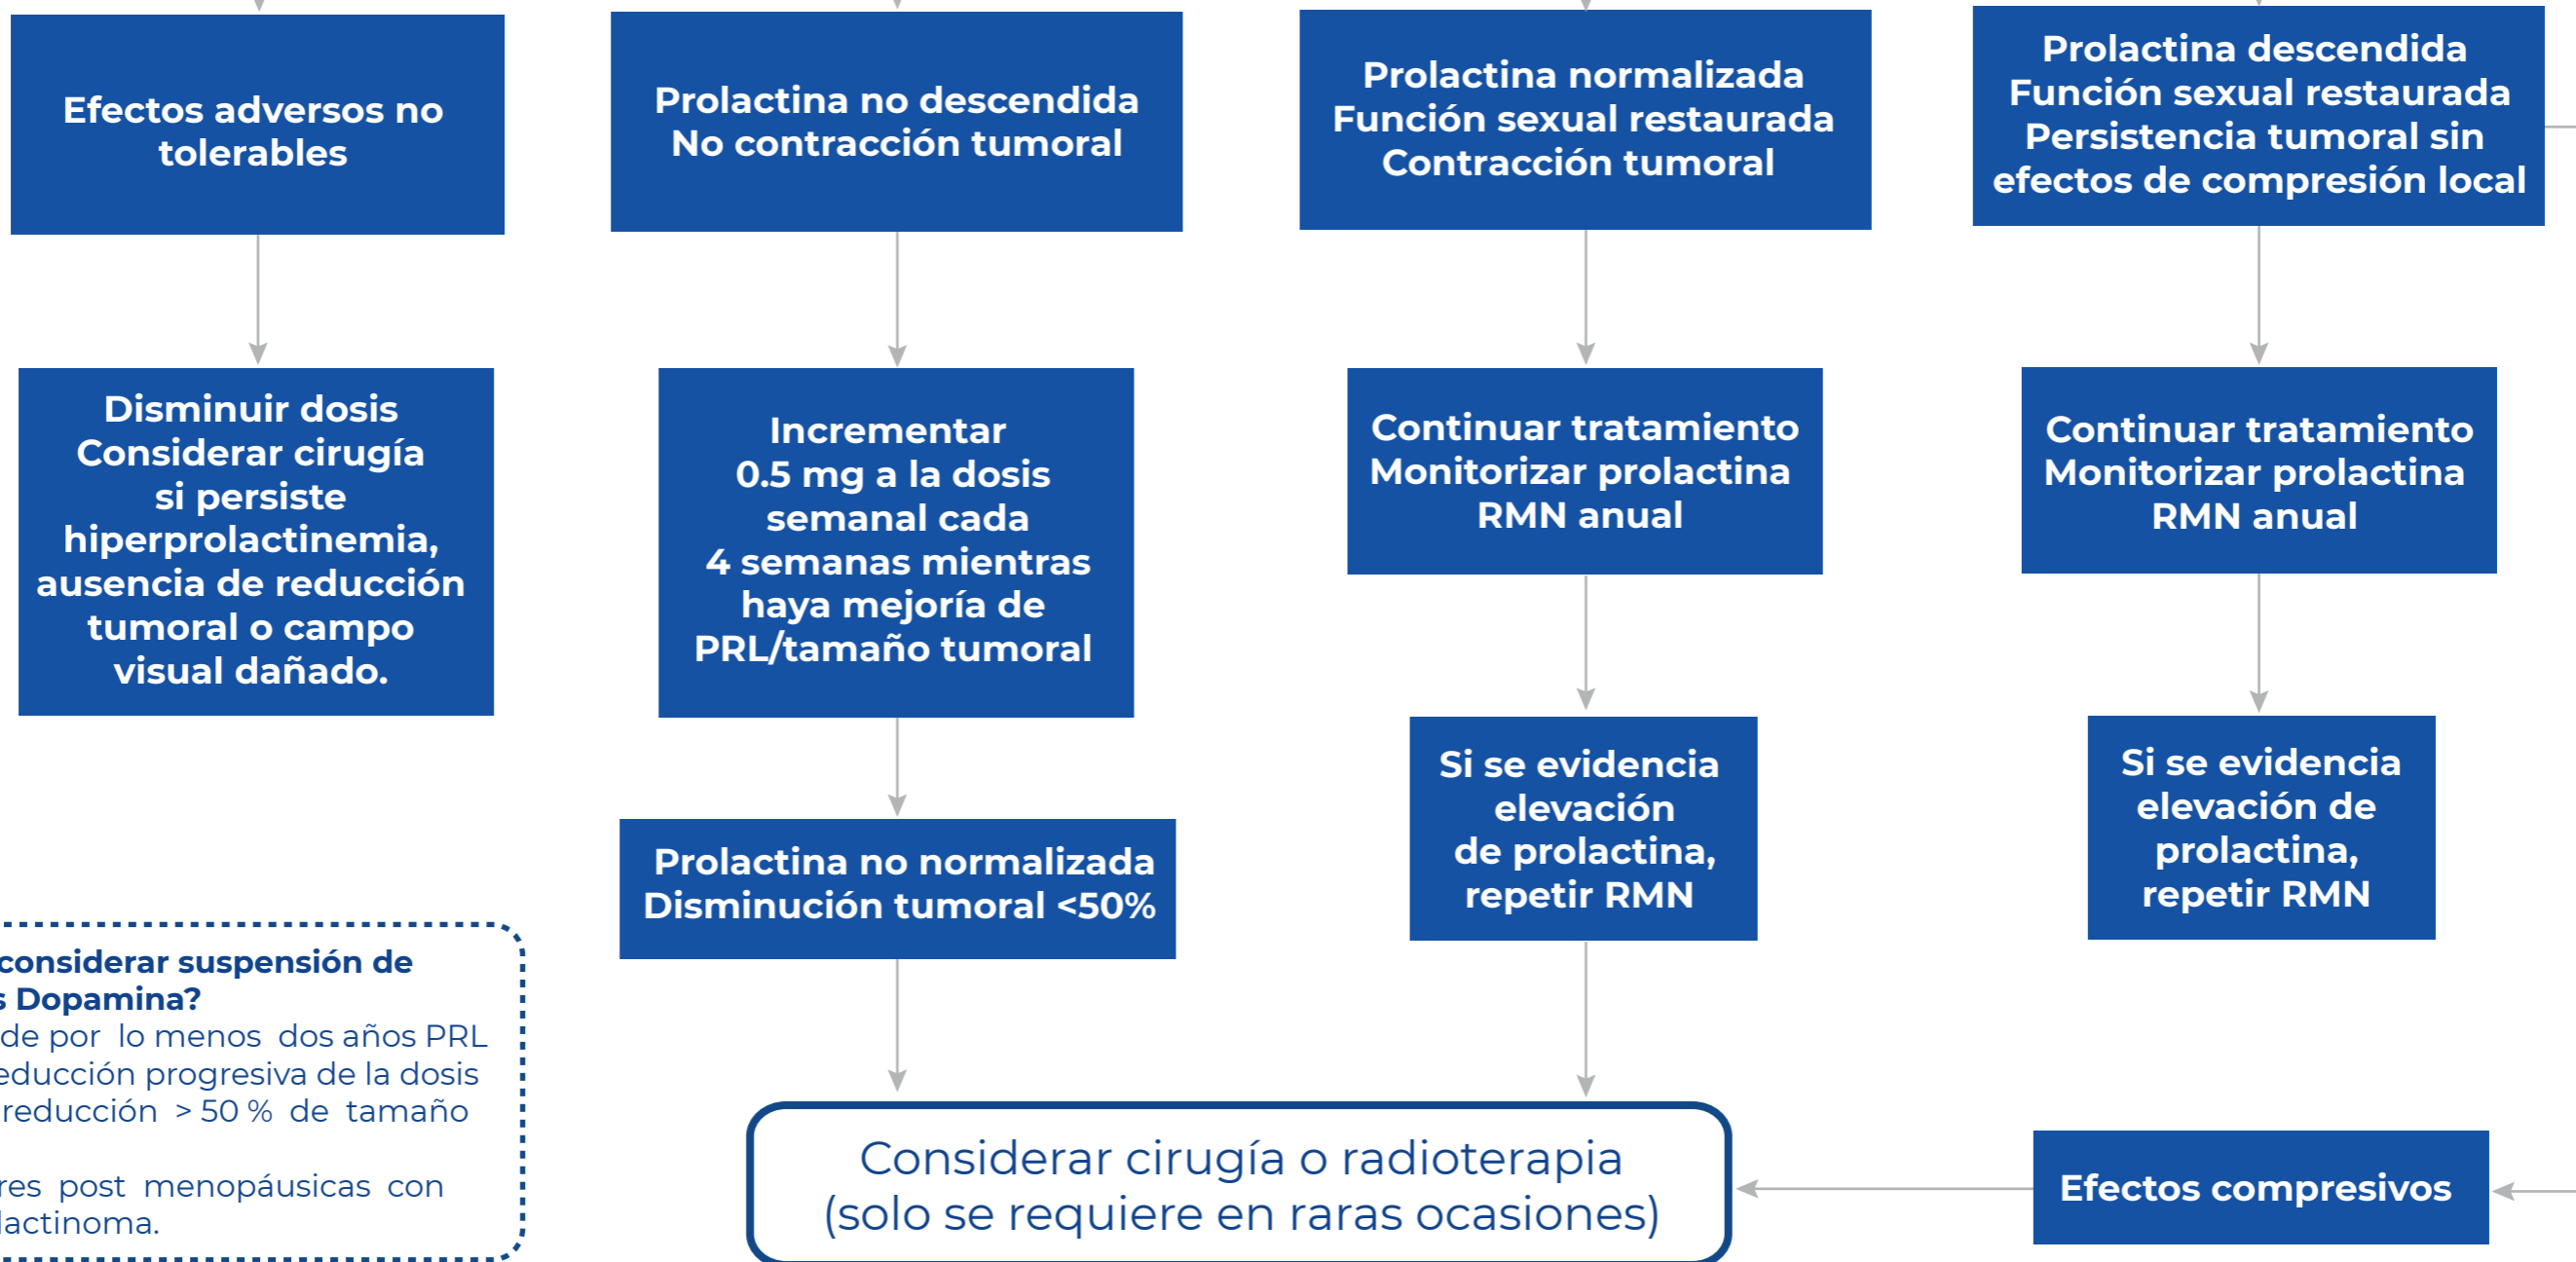 Efectos adversos no
tolerables
Prolactina no descendida
No contracción tumoral
Prolactina normalizada
Función sexual restaurada
Contracción tumoral
Prolactina descendida
Función sexual restaurada
Persistencia tumoral sin
efectos de compresión local
Disminuir dosis
Considerar cirugía
si persiste
hiperprolactinemia,
ausencia de reducción
tumoral o campo
visual dañado.
Incrementar
0.5 mg a la dosis
semanal cada
4 semanas mientras
haya mejoría de
PRL/tamaño tumoral
Continuar tratamiento
Monitorizar prolactina
RMN anual
Continuar tratamiento
Monitorizar prolactina
RMN anual
Prolactina no normalizada
Disminución tumoral <50%
Si se evidencia
elevación
de prolactina,
repetir RMN
Si se evidencia
elevación de
prolactina,
repetir RMN
considerar suspensión de
Dopamina?
de por lo menos dos años PRL
reducción progresiva de la dosis
reducción > 50 % de tamaño
post menopáusicas con
Considerar cirugía o radioterapia
(solo se requiere en raras ocasiones)
Efectos compresivos